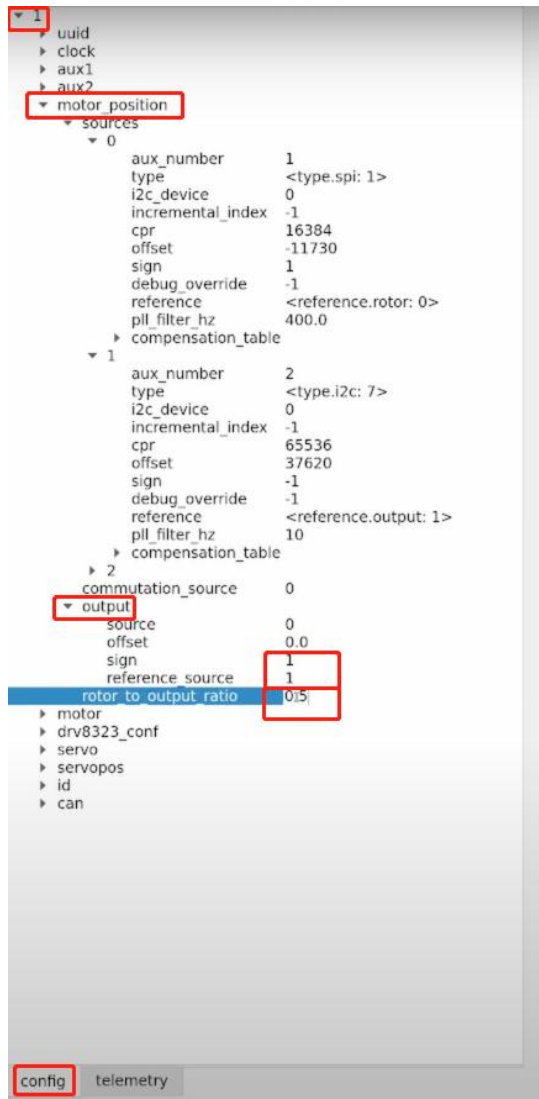 1
uuid
clock
aux1
aux2
motor_position
sources
0
aux_number 1
type <type.spi: 1>
i2c_device 0
incremental_index -1
cpr 16384
offset -11730
sign 1
debug_override -1
reference <reference.rotor: 0>
pll_filter_hz 400.0
compensation_table
1
aux_number 2
type <type.i2c: 7>
i2c_device 0
incremental_index -1
cpr 65536
offset 37620
sign -1
debug_override -1
reference <reference.output: 1>
pll_filter_hz 10
compensation_table
2
commutation_source 0
output
source 0
offset 0.0
sign 1
reference_source 1
rotor_to_output_ratio 0.5
motor
drv8323_conf
servo
servopos
id
can
config telemetry